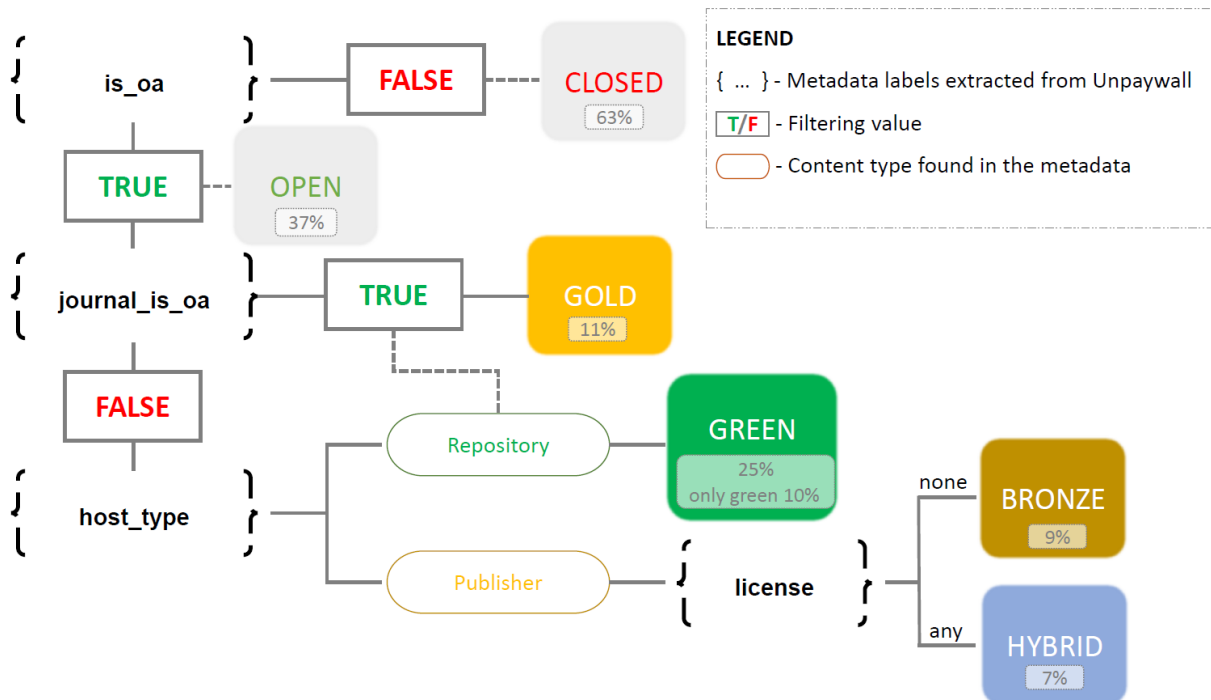 is_oa
FALSE
CLOSED
63%
LEGEND
{ ... } - Metadata labels extracted from Unpaywall
T/F - Filtering value
- Content type found in the metadata
TRUE
OPEN
37%
journal_is_oa
TRUE
GOLD
11%
FALSE
Repository
GREEN
25%
only green 10%
host_type
Publisher
license
none
BRONZE
9%
any
HYBRID
7%